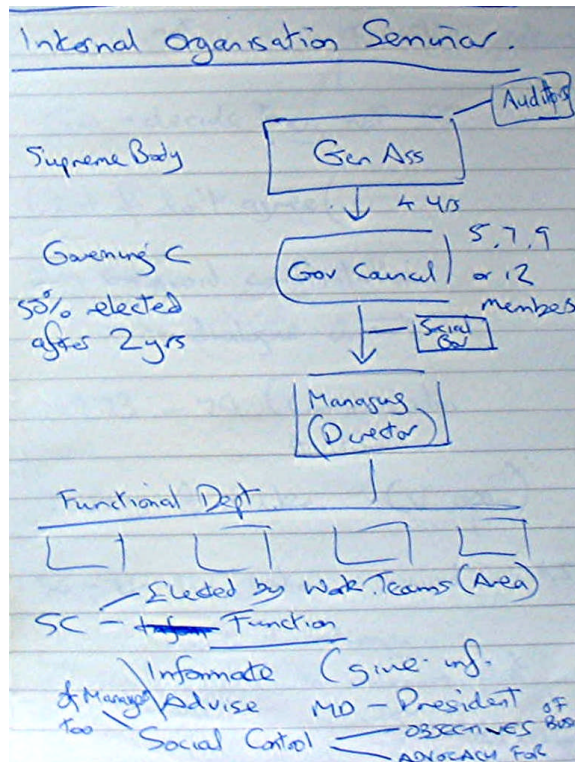 Internal Organisation Seminar.
Auditors
Supreme Body
Gen Ass
4 yrs
Governing C
Gov Council
5, 7, 9
or 12
members
50% elected
after 2 yrs
Social
Managing
(Director)
Functional Dept.
Elected by Work.Teams (Area)
SC - Function
Informate (give inf.
of Manager Advise MD - President
too Social Control OBJECTIVES OF BUS
ADVOCACY FOR